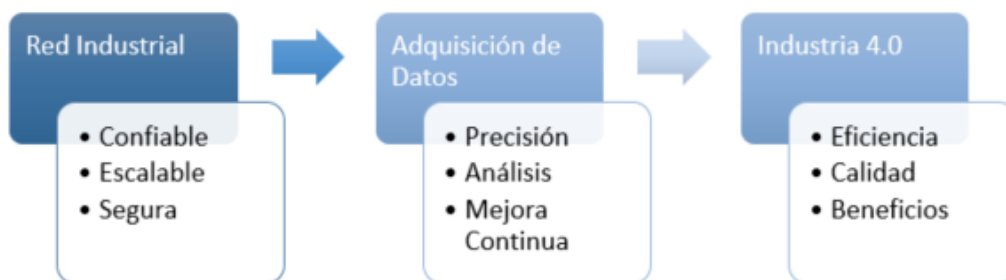 Red Industrial
• Confiable
• Escalable
• Segura
Adquisición de
Datos
• Precisión
• Análisis
• Mejora
Continua
Industria 4.0
• Eficiencia
• Calidad
• Beneficios